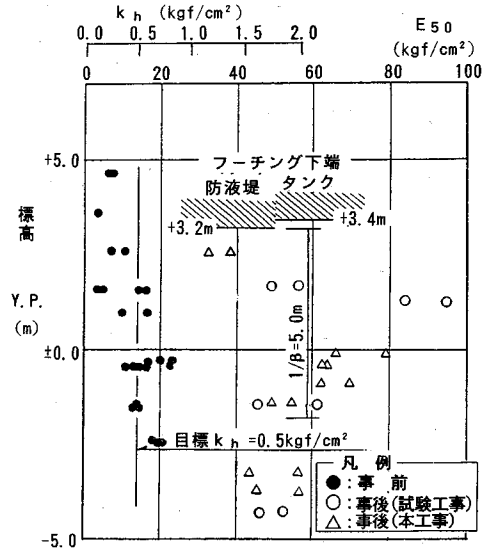 k h (kgf/cm²)
0.0 0.5 1.0 1.5 2.0
E 50
(kgf/cm²)
0 20 40 60 80 100
+5.0
フーチング下端
防液堤 タンク
+3.2m +3.4m
標高
Y.P.
(m)
±0.0
1/β=5.0m
目標 k h =0.5kgf/cm²
凡 例
●:事 前
○:事後(試験工事)
△:事後(本工事)
-5.0